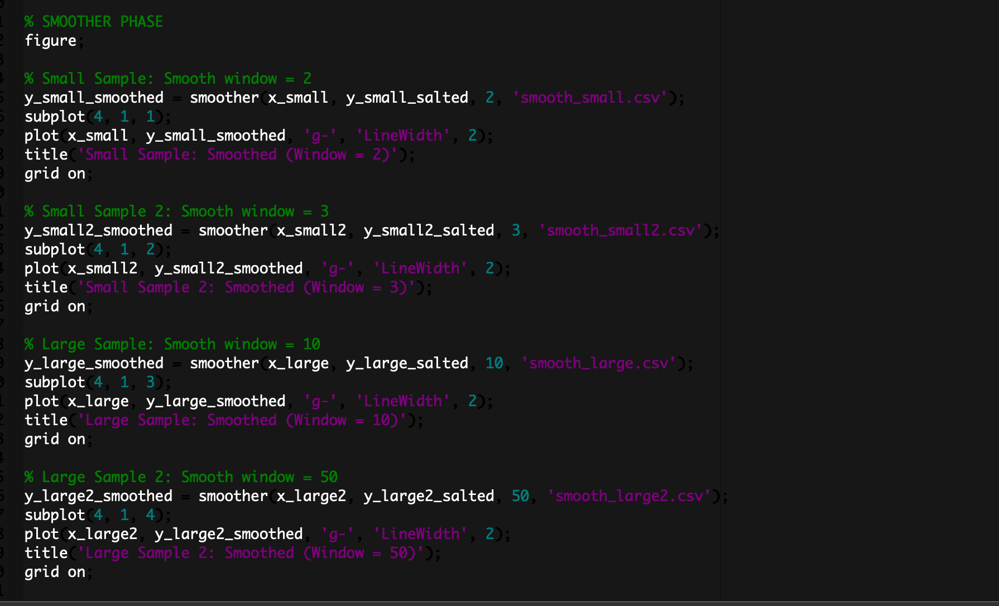 % SMOOTHER PHASE
figure;
% Small Sample: Smooth window = 2
y_small_smoothed = smoother(x_small, y_small_salted, 2, 'smooth_small.csv');
subplot(4, 1, 1);
plot(x_small, y_small_smoothed, 'g-', 'LineWidth', 2);
title('Small Sample: Smoothed (Window = 2)');
grid on;
% Small Sample 2: Smooth window = 3
y_small2_smoothed = smoother(x_small2, y_small2_salted, 3, 'smooth_small2.csv');
subplot(4, 1, 2);
plot(x_small2, y_small2_smoothed, 'g-', 'LineWidth', 2);
title('Small Sample 2: Smoothed (Window = 3)');
grid on;
% Large Sample: Smooth window = 10
y_large_smoothed = smoother(x_large, y_large_salted, 10, 'smooth_large.csv');
subplot(4, 1, 3);
plot(x_large, y_large_smoothed, 'g-', 'LineWidth', 2);
title('Large Sample: Smoothed (Window = 10)');
grid on;
% Large Sample 2: Smooth window = 50
y_large2_smoothed = smoother(x_large2, y_large2_salted, 50, 'smooth_large2.csv');
subplot(4, 1, 4);
plot(x_large2, y_large2_smoothed, 'g-', 'LineWidth', 2);
title('Large Sample 2: Smoothed (Window = 50)');
grid on;